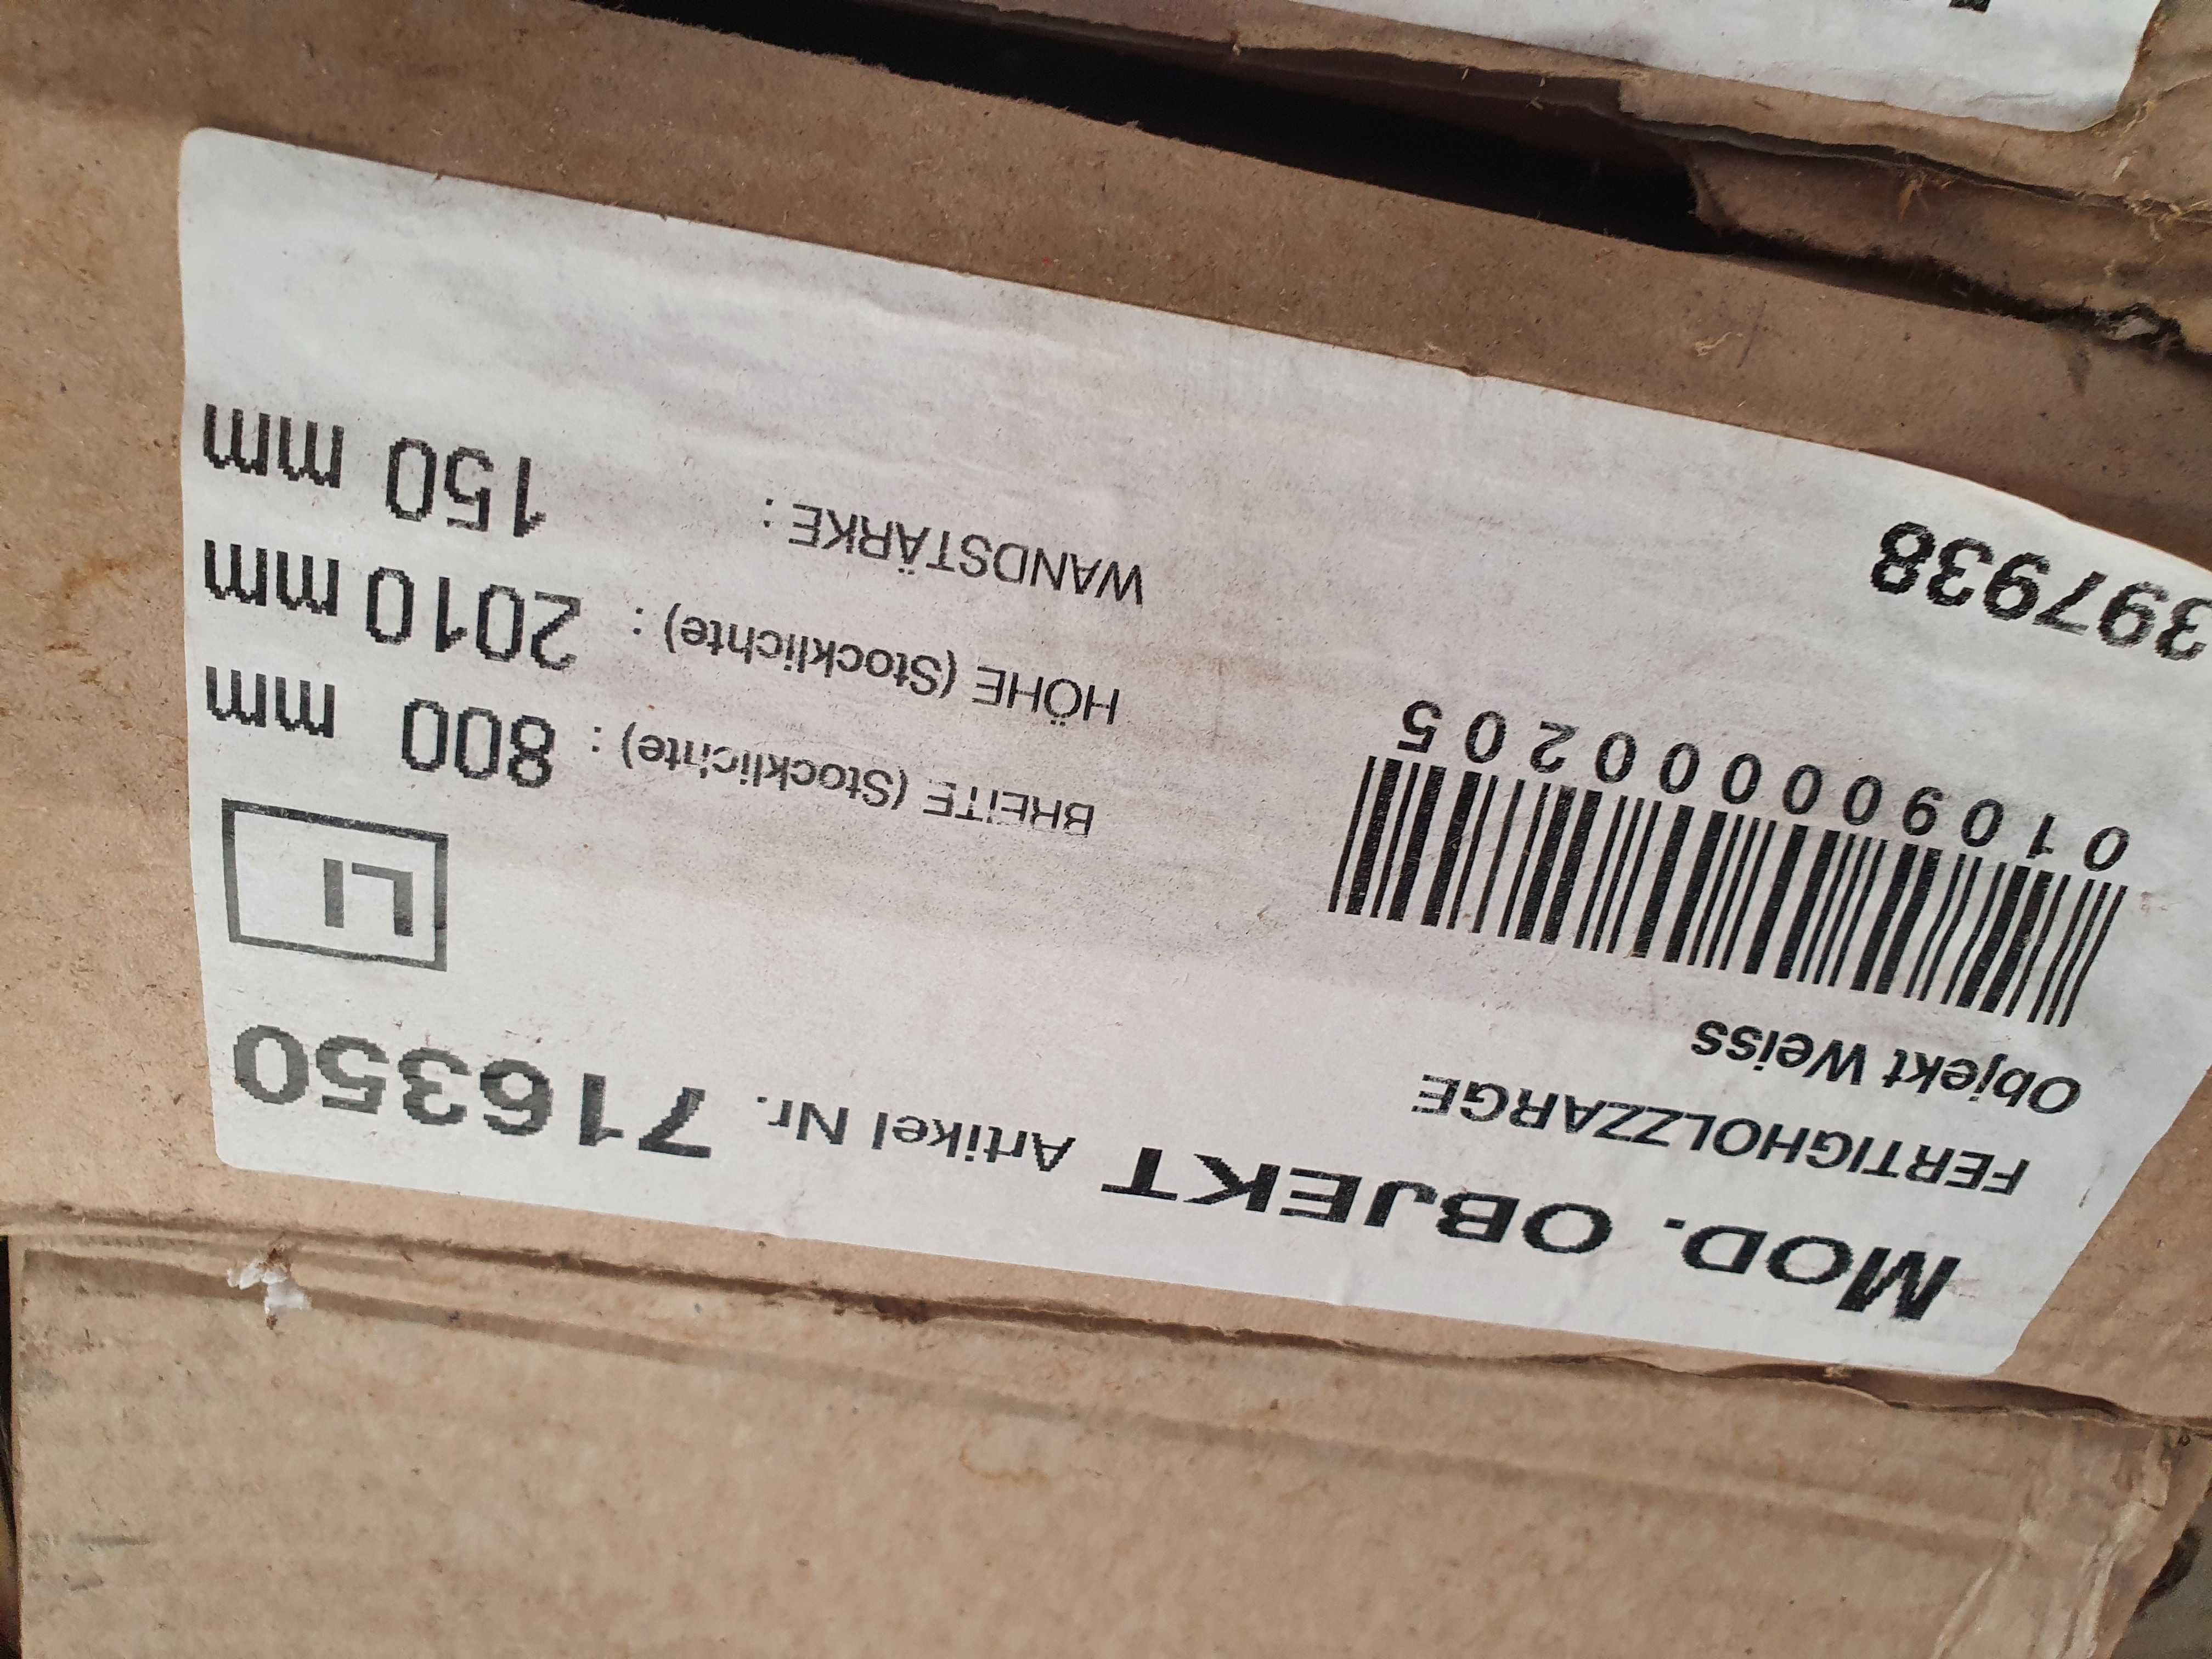 MOD. OBJEKT Artikel Nr. 716350
FERTIGHOLZZARGE
Objekt Weiss
LI
0109000000205
BREITE (Stocklichte) : 800 mm
HÖHE (Stocklichte) : 2010 mm
WANDSTÄRKE : 150 mm
397938